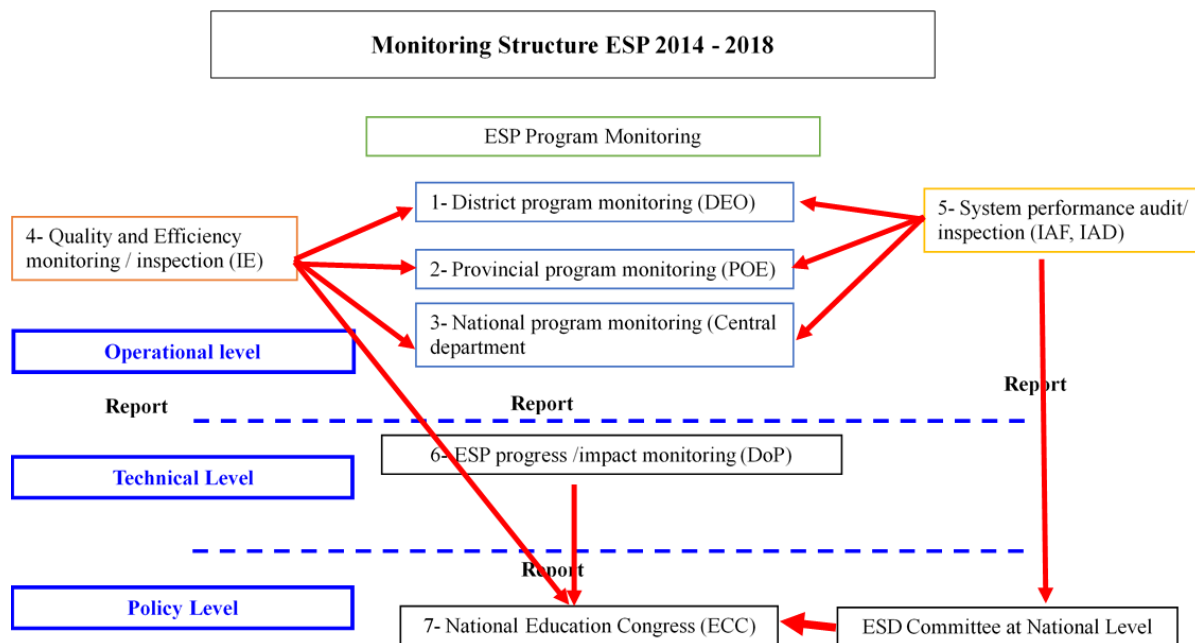 Monitoring Structure ESP 2014 - 2018
ESP Program Monitoring
1- District program monitoring (DEO)
5- System performance audit/
inspection (IAF, IAD)
4- Quality and Efficiency
monitoring / inspection (IE)
2- Provincial program monitoring (POE)
3- National program monitoring (Central
department
Operational level
Report
Report
Report
6- ESP progress /impact monitoring (DoP)
Technical Level
Report
Policy Level
7- National Education Congress (ECC)
ESD Committee at National Level